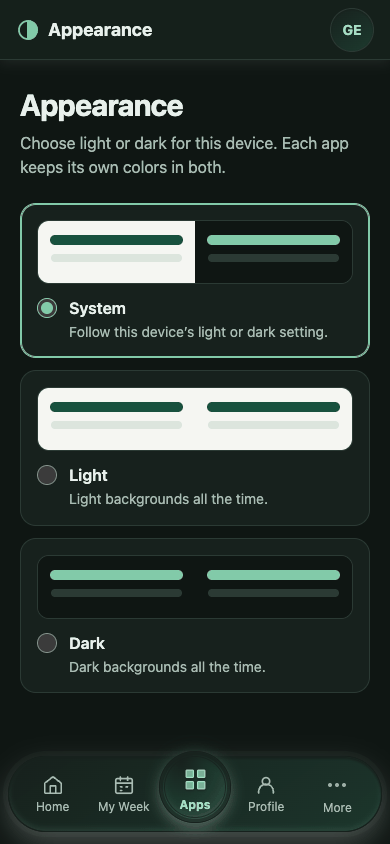 Appearance
GE
Appearance
Choose light or dark for this device. Each app
keeps its own colors in both.
System
Follow this device’s light or dark setting.
Light
Light backgrounds all the time.
Dark
Dark backgrounds all the time.
Home
My Week
Apps
Profile
More